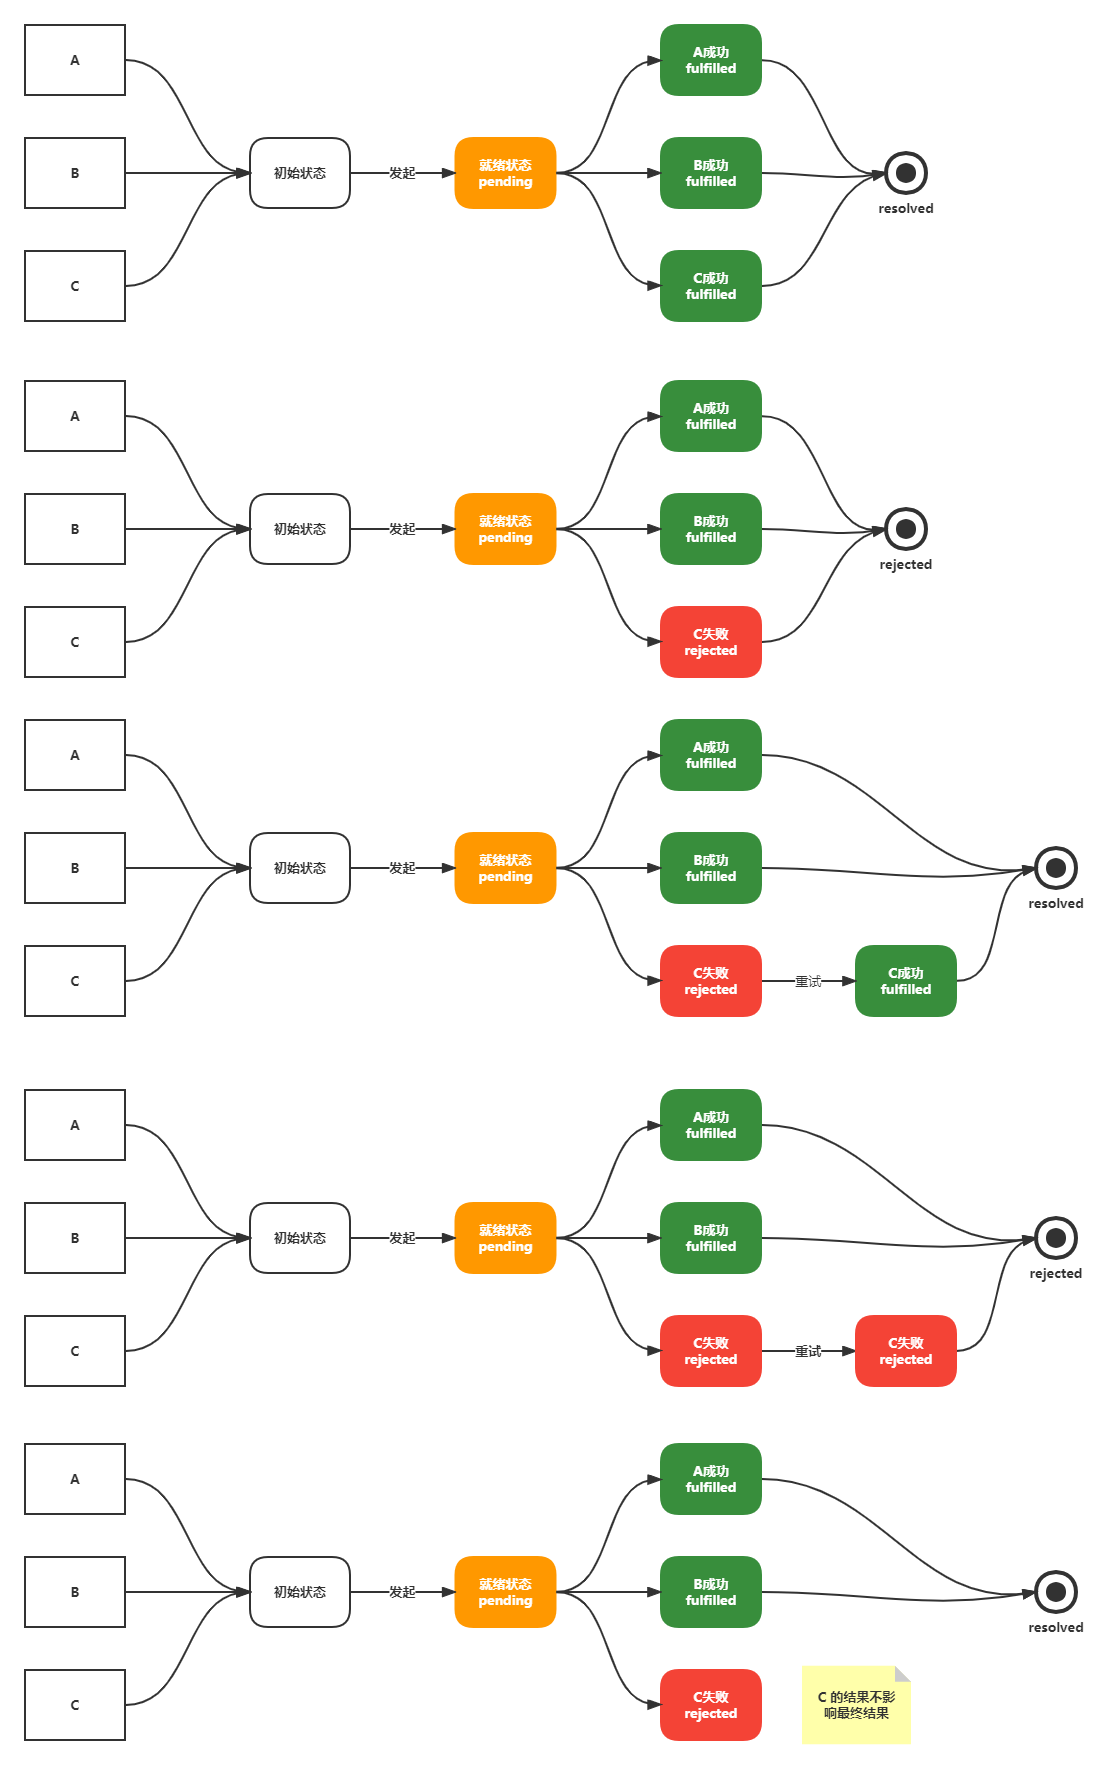 A
B
C
初始状态
发起
就绪状态
pending
A成功
fulfilled
B成功
fulfilled
C成功
fulfilled
resolved
A
B
C
初始状态
发起
就绪状态
pending
A成功
fulfilled
B成功
fulfilled
C失败
rejected
rejected
A
B
C
初始状态
发起
就绪状态
pending
A成功
fulfilled
B成功
fulfilled
C失败
rejected
重试
C成功
fulfilled
resolved
A
B
C
初始状态
发起
就绪状态
pending
A成功
fulfilled
B成功
fulfilled
C失败
rejected
重试
C失败
rejected
rejected
A
B
C
初始状态
发起
就绪状态
pending
A成功
fulfilled
B成功
fulfilled
C失败
rejected
resolved
C 的结果不影
响最终结果